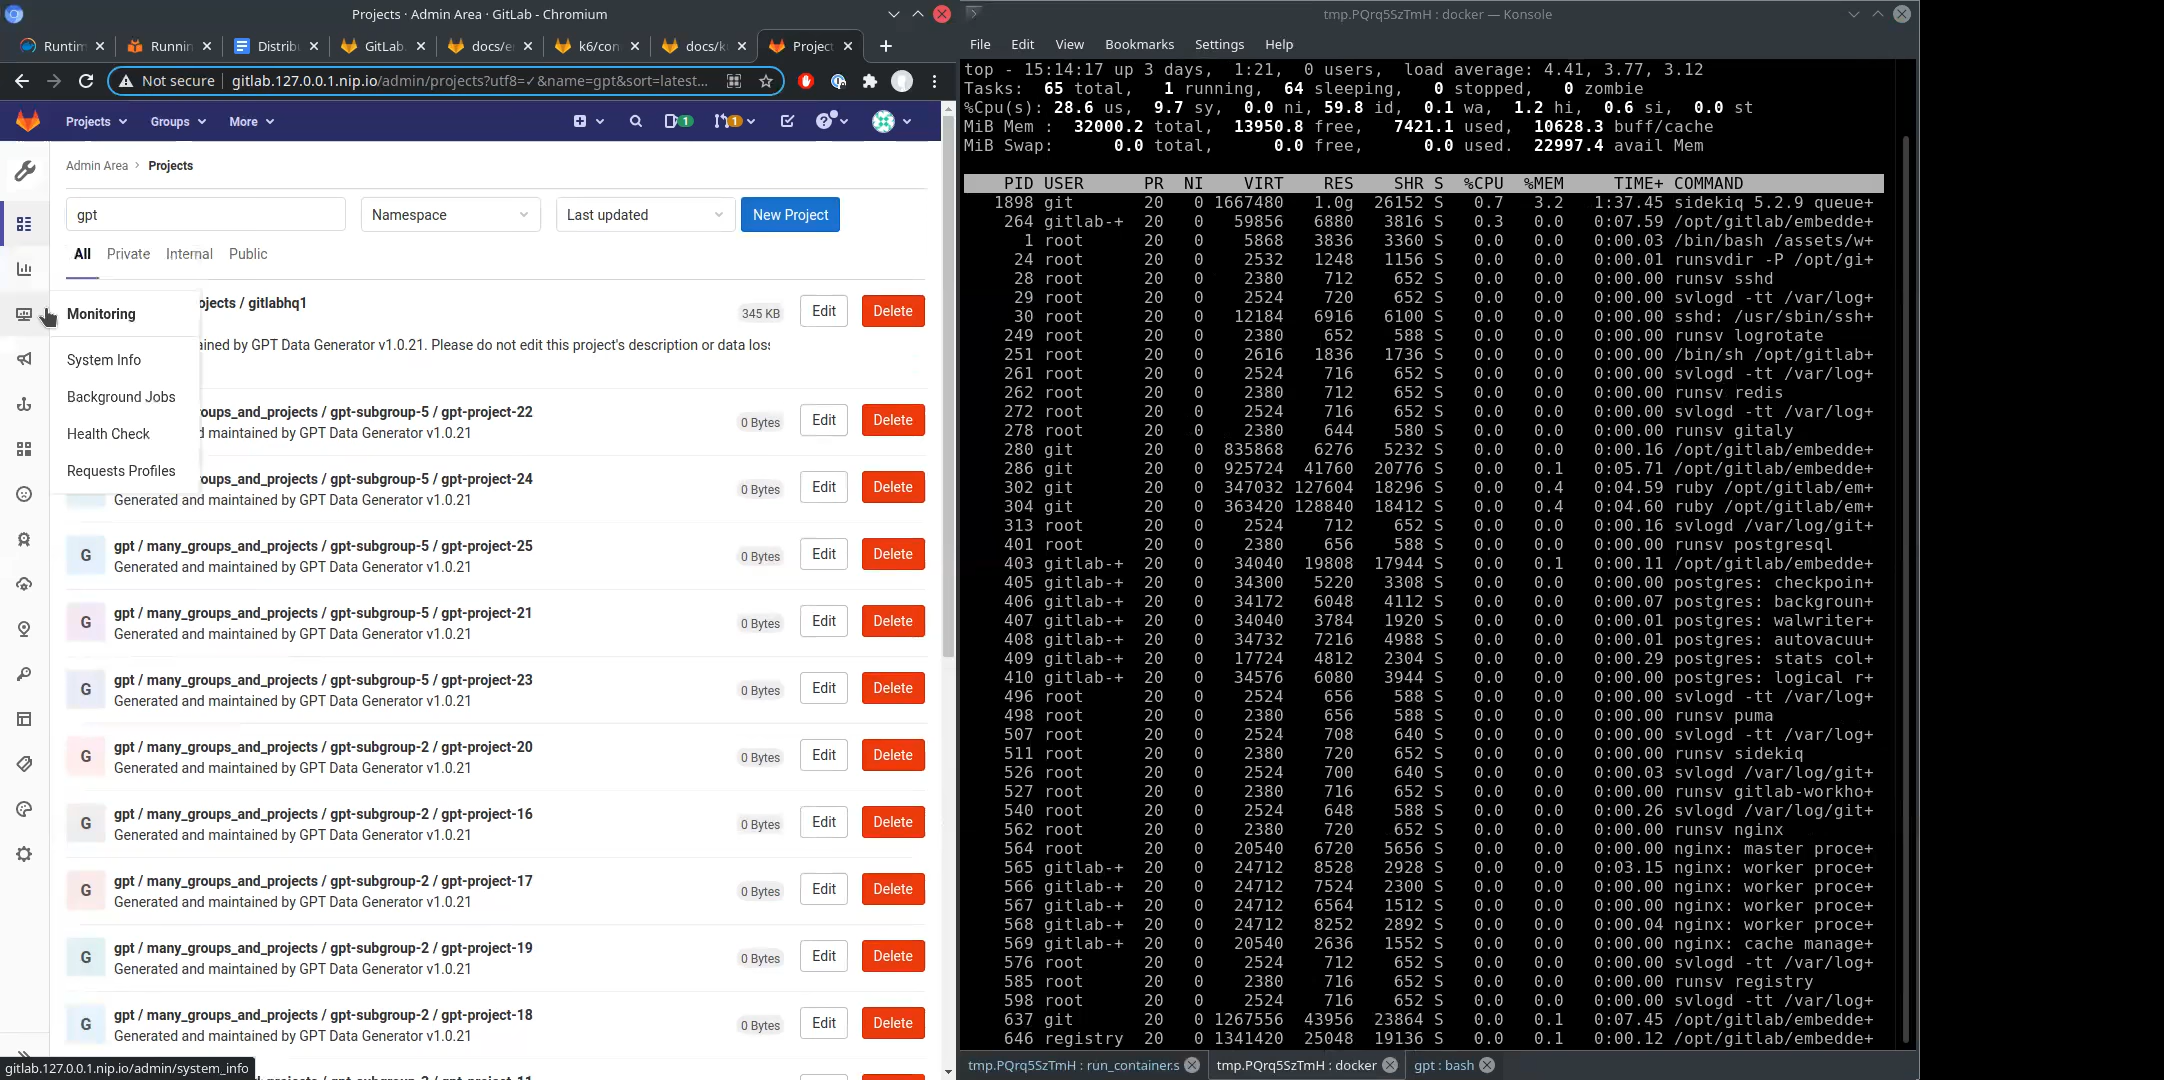 Projects · Admin Area · GitLab - Chromium
Runtim
Runnin
Distrib
GitLab.
docs/e
k6/con
docs/k
Project
Not secure
gitlab.127.0.0.1.nip.io/admin/projects?utf8=✓&name=gpt&sort=latest...
Projects
Groups
More
1
1
Admin Area › Projects
gpt
Namespace
Last updated
New Project
All
Private
Internal
Public
ojects / gitlabhq1
345 KB
Edit
Delete
ained by GPT Data Generator v1.0.21. Please do not edit this project's description or data loss
Monitoring
System Info
Background Jobs
Health Check
Requests Profiles
roups_and_projects / gpt-subgroup-5 / gpt-project-22
d maintained by GPT Data Generator v1.0.21
0 Bytes
Edit
Delete
roups_and_projects / gpt-subgroup-5 / gpt-project-24
Generated and maintained by GPT Data Generator v1.0.21
0 Bytes
Edit
Delete
G
gpt / many_groups_and_projects / gpt-subgroup-5 / gpt-project-25
Generated and maintained by GPT Data Generator v1.0.21
0 Bytes
Edit
Delete
G
gpt / many_groups_and_projects / gpt-subgroup-5 / gpt-project-21
Generated and maintained by GPT Data Generator v1.0.21
0 Bytes
Edit
Delete
G
gpt / many_groups_and_projects / gpt-subgroup-5 / gpt-project-23
Generated and maintained by GPT Data Generator v1.0.21
0 Bytes
Edit
Delete
G
gpt / many_groups_and_projects / gpt-subgroup-2 / gpt-project-20
Generated and maintained by GPT Data Generator v1.0.21
0 Bytes
Edit
Delete
G
gpt / many_groups_and_projects / gpt-subgroup-2 / gpt-project-16
Generated and maintained by GPT Data Generator v1.0.21
0 Bytes
Edit
Delete
G
gpt / many_groups_and_projects / gpt-subgroup-2 / gpt-project-17
Generated and maintained by GPT Data Generator v1.0.21
0 Bytes
Edit
Delete
G
gpt / many_groups_and_projects / gpt-subgroup-2 / gpt-project-19
Generated and maintained by GPT Data Generator v1.0.21
0 Bytes
Edit
Delete
G
gpt / many_groups_and_projects / gpt-subgroup-2 / gpt-project-18
Generated and maintained by GPT Data Generator v1.0.21
0 Bytes
Edit
Delete
gitlab.127.0.0.1.nip.io/admin/system_info
tmp.PQrq5SzTmH : docker — Konsole
File Edit View Bookmarks Settings Help
top - 15:14:17 up 3 days, 1:21, 0 users, load average: 4.41, 3.77, 3.12
Tasks: 65 total, 1 running, 64 sleeping, 0 stopped, 0 zombie
%Cpu(s): 28.6 us, 9.7 sy, 0.0 ni, 59.8 id, 0.1 wa, 1.2 hi, 0.6 si, 0.0 st
MiB Mem : 32000.2 total, 13950.8 free, 7421.1 used, 10628.3 buff/cache
MiB Swap: 0.0 total, 0.0 free, 0.0 used. 22997.4 avail Mem
PID USER PR NI VIRT RES SHR S %CPU %MEM TIME+ COMMAND
1898 git 20 0 1667480 1.0g 26152 S 0.7 3.2 1:37.45 sidekiq 5.2.9 queue+
264 gitlab-+ 20 0 59856 6880 3816 S 0.3 0.0 0:07.59 /opt/gitlab/embedde+
1 root 20 0 5868 3836 3360 S 0.0 0.0 0:00.03 /bin/bash /assets/w+
24 root 20 0 2532 1248 1156 S 0.0 0.0 0:00.01 runsvdir -P /opt/gi+
28 root 20 0 2380 712 652 S 0.0 0.0 0:00.00 runsv sshd
29 root 20 0 2524 720 652 S 0.0 0.0 0:00.00 svlogd -tt /var/log+
30 root 20 0 12184 6916 6100 S 0.0 0.0 0:00.00 sshd: /usr/sbin/ssh+
249 root 20 0 2380 652 588 S 0.0 0.0 0:00.00 runsv logrotate
251 root 20 0 2616 1836 1736 S 0.0 0.0 0:00.00 /bin/sh /opt/gitlab+
261 root 20 0 2524 716 652 S 0.0 0.0 0:00.00 svlogd -tt /var/log+
262 root 20 0 2380 712 652 S 0.0 0.0 0:00.00 runsv redis
272 root 20 0 2524 716 652 S 0.0 0.0 0:00.00 svlogd -tt /var/log+
278 root 20 0 2380 644 580 S 0.0 0.0 0:00.00 runsv gitaly
280 git 20 0 835868 6276 5232 S 0.0 0.0 0:00.16 /opt/gitlab/embedde+
286 git 20 0 925724 41760 20776 S 0.0 0.1 0:05.71 /opt/gitlab/embedde+
302 git 20 0 347032 127604 18296 S 0.0 0.4 0:04.59 ruby /opt/gitlab/em+
304 git 20 0 363420 128840 18412 S 0.0 0.4 0:04.60 ruby /opt/gitlab/em+
313 root 20 0 2524 712 652 S 0.0 0.0 0:00.16 svlogd /var/log/git+
401 root 20 0 2380 656 588 S 0.0 0.0 0:00.00 runsv postgresql
403 gitlab-+ 20 0 34040 19808 17944 S 0.0 0.1 0:00.11 /opt/gitlab/embedde+
405 gitlab-+ 20 0 34300 5220 3308 S 0.0 0.0 0:00.00 postgres: checkpoin+
406 gitlab-+ 20 0 34172 6048 4112 S 0.0 0.0 0:00.07 postgres: backgroun+
407 gitlab-+ 20 0 34040 3784 1920 S 0.0 0.0 0:00.01 postgres: walwriter+
408 gitlab-+ 20 0 34732 7216 4988 S 0.0 0.0 0:00.01 postgres: autovacuu+
409 gitlab-+ 20 0 17724 4812 2304 S 0.0 0.0 0:00.29 postgres: stats col+
410 gitlab-+ 20 0 34576 6080 3944 S 0.0 0.0 0:00.00 postgres: logical r+
496 root 20 0 2524 656 588 S 0.0 0.0 0:00.00 svlogd -tt /var/log+
498 root 20 0 2380 656 588 S 0.0 0.0 0:00.00 runsv puma
507 root 20 0 2524 708 640 S 0.0 0.0 0:00.00 svlogd -tt /var/log+
511 root 20 0 2380 720 652 S 0.0 0.0 0:00.00 runsv sidekiq
526 root 20 0 2524 700 640 S 0.0 0.0 0:00.03 svlogd /var/log/git+
527 root 20 0 2380 716 652 S 0.0 0.0 0:00.00 runsv gitlab-workho+
540 root 20 0 2524 648 588 S 0.0 0.0 0:00.26 svlogd /var/log/git+
562 root 20 0 2380 720 652 S 0.0 0.0 0:00.00 runsv nginx
564 root 20 0 20540 6720 5656 S 0.0 0.0 0:00.00 nginx: master proce+
565 gitlab-+ 20 0 24712 8528 2928 S 0.0 0.0 0:03.15 nginx: worker proce+
566 gitlab-+ 20 0 24712 7524 2300 S 0.0 0.0 0:00.00 nginx: worker proce+
567 gitlab-+ 20 0 24712 6564 1512 S 0.0 0.0 0:00.00 nginx: worker proce+
568 gitlab-+ 20 0 24712 8252 2892 S 0.0 0.0 0:00.04 nginx: worker proce+
569 gitlab-+ 20 0 20540 2636 1552 S 0.0 0.0 0:00.00 nginx: cache manage+
576 root 20 0 2524 712 652 S 0.0 0.0 0:00.00 svlogd -tt /var/log+
585 root 20 0 2380 716 652 S 0.0 0.0 0:00.00 runsv registry
598 root 20 0 2524 716 652 S 0.0 0.0 0:00.00 svlogd -tt /var/log+
637 git 20 0 1267556 43956 23864 S 0.0 0.1 0:07.45 /opt/gitlab/embedde+
646 registry 20 0 1341420 25048 19136 S 0.0 0.1 0:00.12 /opt/gitlab/embedde+
tmp.PQrq5SzTmH : run_container.s
tmp.PQrq5SzTmH : docker
gpt : bash